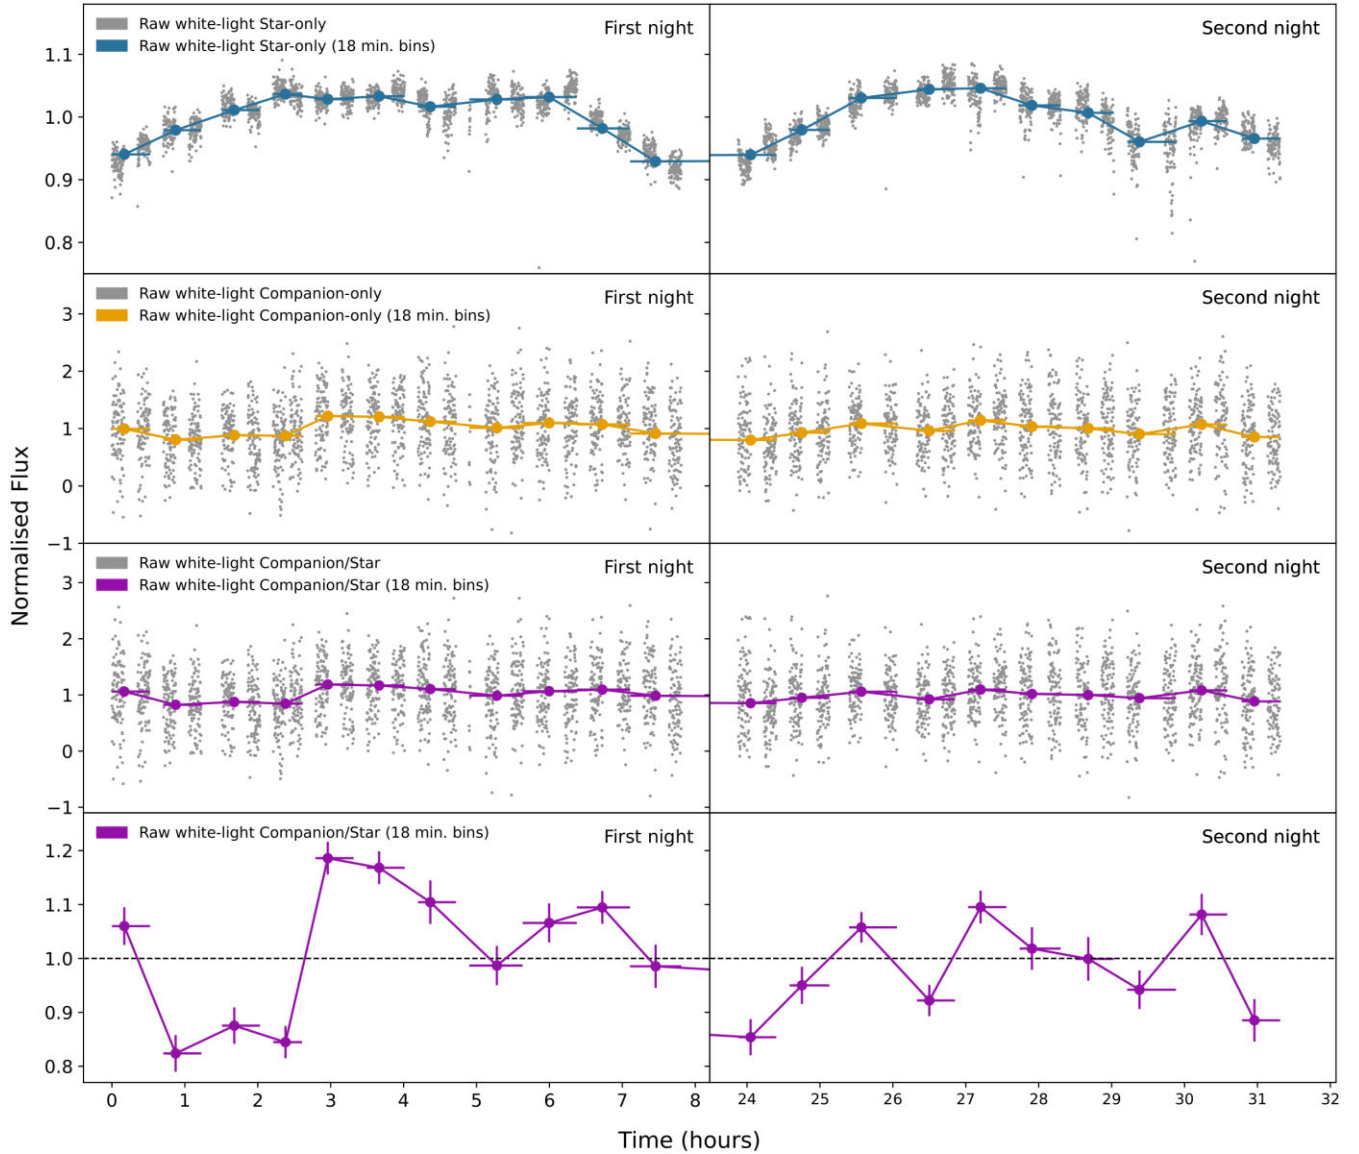 Raw white-light Star-only
Raw white-light Star-only (18 min. bins)
First night
Second night
1.1
1.0
0.9
0.8
Raw white-light Companion-only
Raw white-light Companion-only (18 min. bins)
First night
Second night
3
2
1
0
−1
Raw white-light Companion/Star
Raw white-light Companion/Star (18 min. bins)
First night
Second night
3
2
1
0
−1
Raw white-light Companion/Star (18 min. bins)
First night
Second night
1.2
1.1
1.0
0.9
0.8
0 1 2 3 4 5 6 7 8 24 25 26 27 28 29 30 31 32
Normalised Flux
Time (hours)